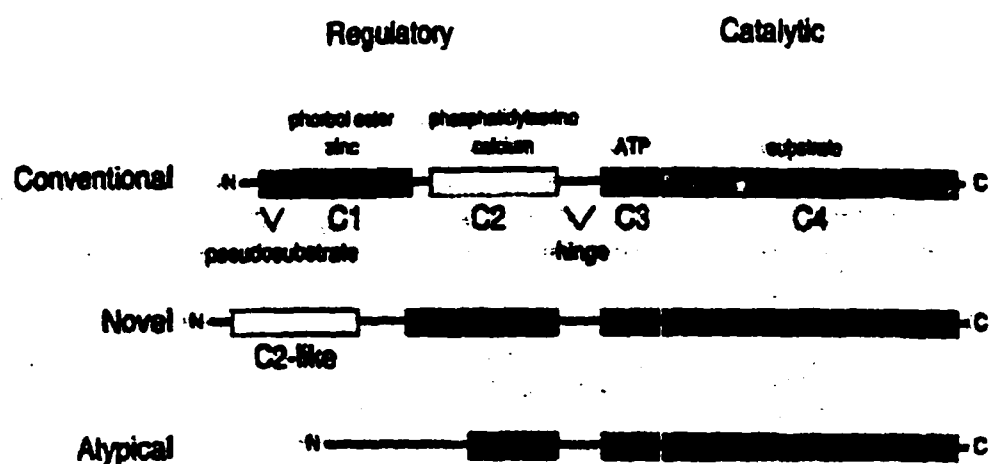 Regulatory Catalytic
phorbol ester phosphatidylserine
zinc calcium ATP substrate
Conventional N C
V C1 C2 V C3 C4
pseudosubstrate hinge
Novel N C
C2-like
Atypical N C